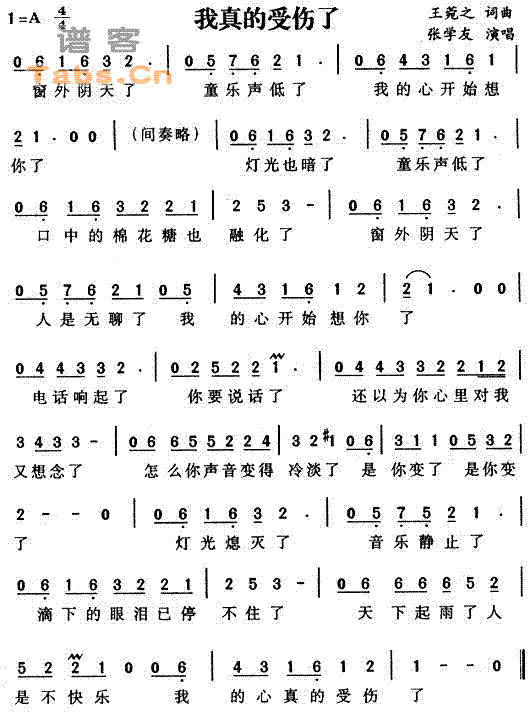 1=A 4/4 我真的受伤了 王菀之 词曲
谱客 张学友 演唱
Tabs.Cn
0 6 1 6 3 2 . | 0 5 7 6 2 1 . | 0 6 4 3 1 6 1 |
窗外阴天了 童乐声低了 我的心开始想
2 1 . 0 0 | (间奏略) | 0 6 1 6 3 2 . | 0 5 7 6 2 1 . |
你了 灯光也暗了 童乐声低了
0 6 1 6 3 2 2 1 | 2 5 3 - | 0 6 1 6 3 2 . |
口中的棉花糖也 融化了 窗外阴天了
0 5 7 6 2 1 0 5 | 4 3 1 6 1 2 | 2 1 . 0 0 |
人是无聊了 我 的心开始想你 了
0 4 4 3 3 2 . | 0 2 5 2 2 1 . | 0 4 4 3 3 2 2 1 2 |
电话响起了 你要说话了 还以为你心里对我
3 4 3 3 - | 0 6 6 5 2 2 2 4 | 3 2 #1 0 6 | 3 1 1 0 5 3 2 |
又想念了 怎么你声音变得 冷淡了 是 你变了 是你变
2 - - 0 | 0 6 1 6 3 2 . | 0 5 7 5 2 1 . |
了 灯光熄灭了 音乐静止了
0 6 1 6 3 2 2 1 | 2 5 3 - | 0 6 6 6 6 5 |
滴下的眼泪已停 不住了 天下起雨了人
5 2 2 1 0 0 6 | 4 3 1 6 1 2 | 1 - - 0 ‖
是不快乐 我 的心真的受伤 了